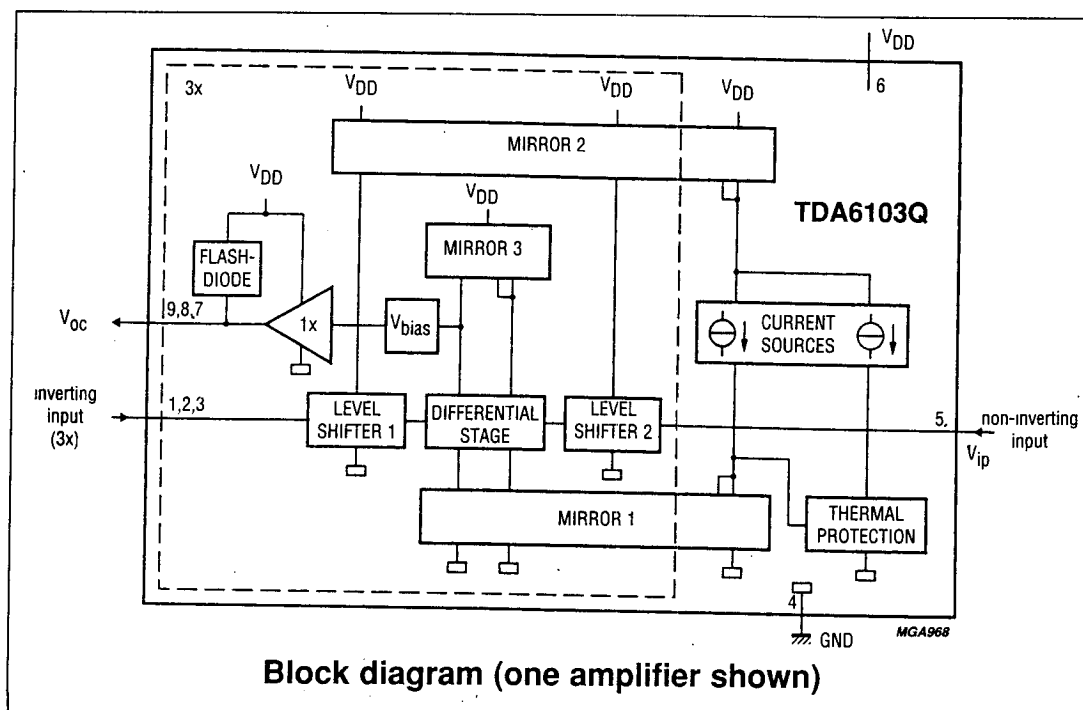 VDD
6
3x
VDD
VDD
VDD
MIRROR 2
VDD
VDD
TDA6103Q
FLASH-
DIODE
MIRROR 3
9,8,7
Voc
1x
Vbias
CURRENT
SOURCES
inverting
input
(3x)
1,2,3
LEVEL
SHIFTER 1
DIFFERENTIAL
STAGE
LEVEL
SHIFTER 2
5.
non-inverting
input
Vip
MIRROR 1
THERMAL
PROTECTION
4
GND
MGA968
Block diagram (one amplifier shown)